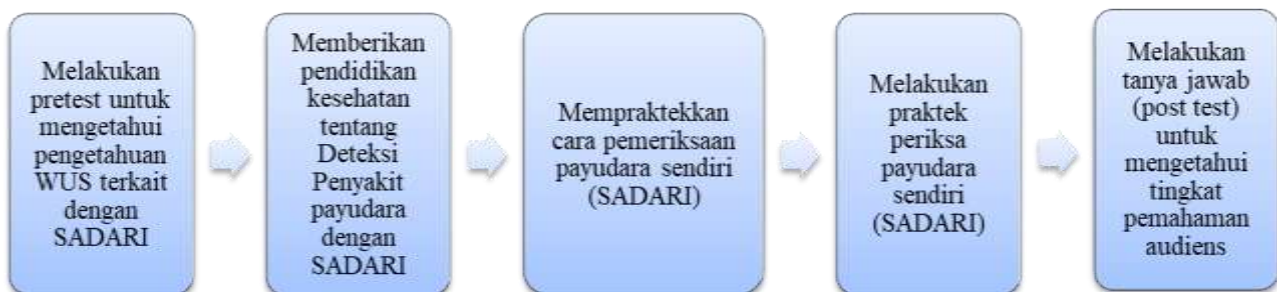 Melakukan
pretest untuk
mengetahui
pengetahuan
WUS terkait
dengan
SADARI
Memberikan
pendidikan
kesehatan
tentang
Deteksi
Penyakit
payudara
dengan
SADARI
Mempraktekkan
cara pemeriksaan
payudara sendiri
(SADARI)
Melakukan
praktek
periksa
payudara
sendiri
(SADARI)
Melakukan
tanya jawab
(post test)
untuk
mengetahui
tingkat
pemahaman
audiens